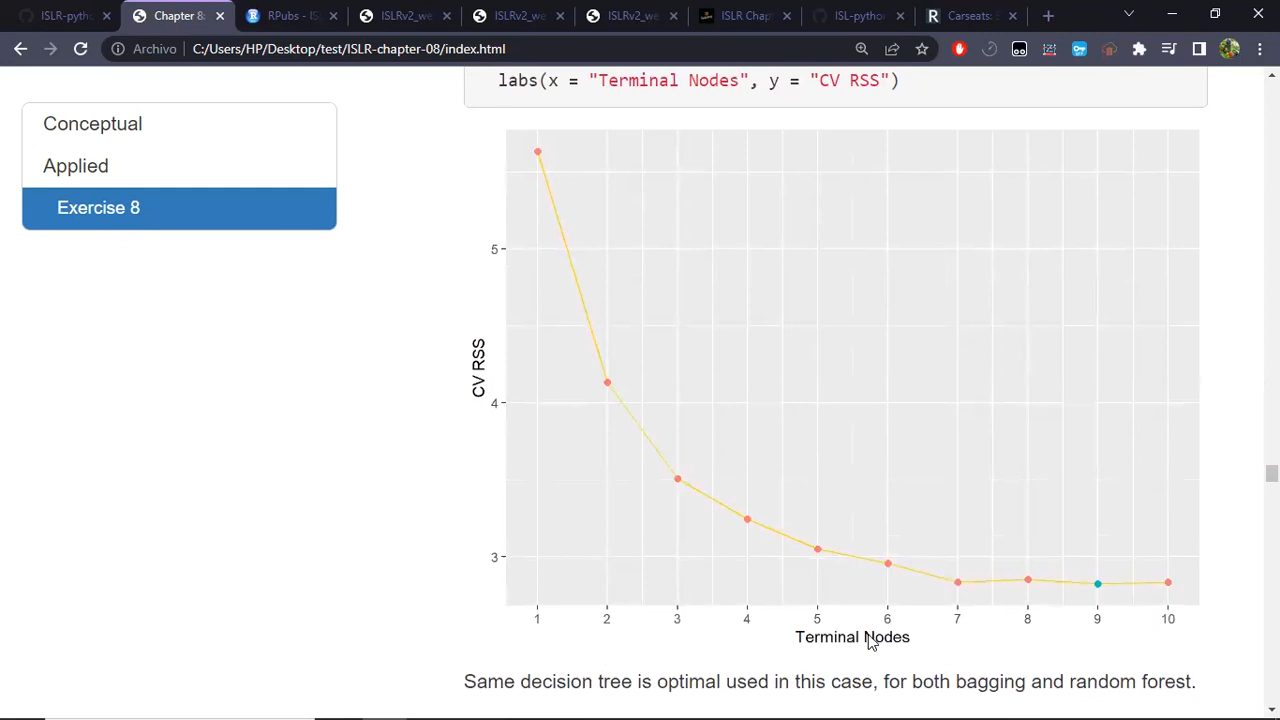 ISLR-pytho
Chapter 8:
RPubs - ISL
ISLRv2_we
ISLRv2_we
ISLRv2_we
ISLR Chap
ISL-python
Carseats: E
Archivo
C:/Users/HP/Desktop/test/ISLR-chapter-08/index.html
labs(x = "Terminal Nodes", y = "CV RSS")
Conceptual
Applied
Exercise 8
CV RSS
5
4
3
1 2 3 4 5 6 7 8 9 10
Terminal Nodes
Same decision tree is optimal used in this case, for both bagging and random forest.